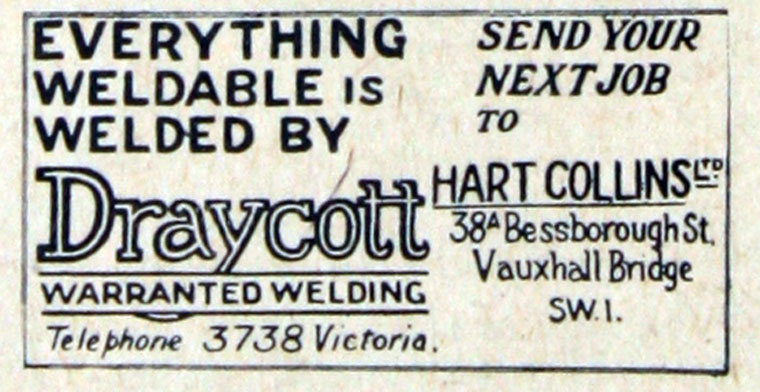 EVERYTHING
WELDABLE IS
WELDED BY
Draycott
WARRANTED WELDING
Telephone 3738 Victoria.
SEND YOUR
NEXT JOB
TO
HART COLLINS LTD
38A Bessborough St.
Vauxhall Bridge
SW.1.